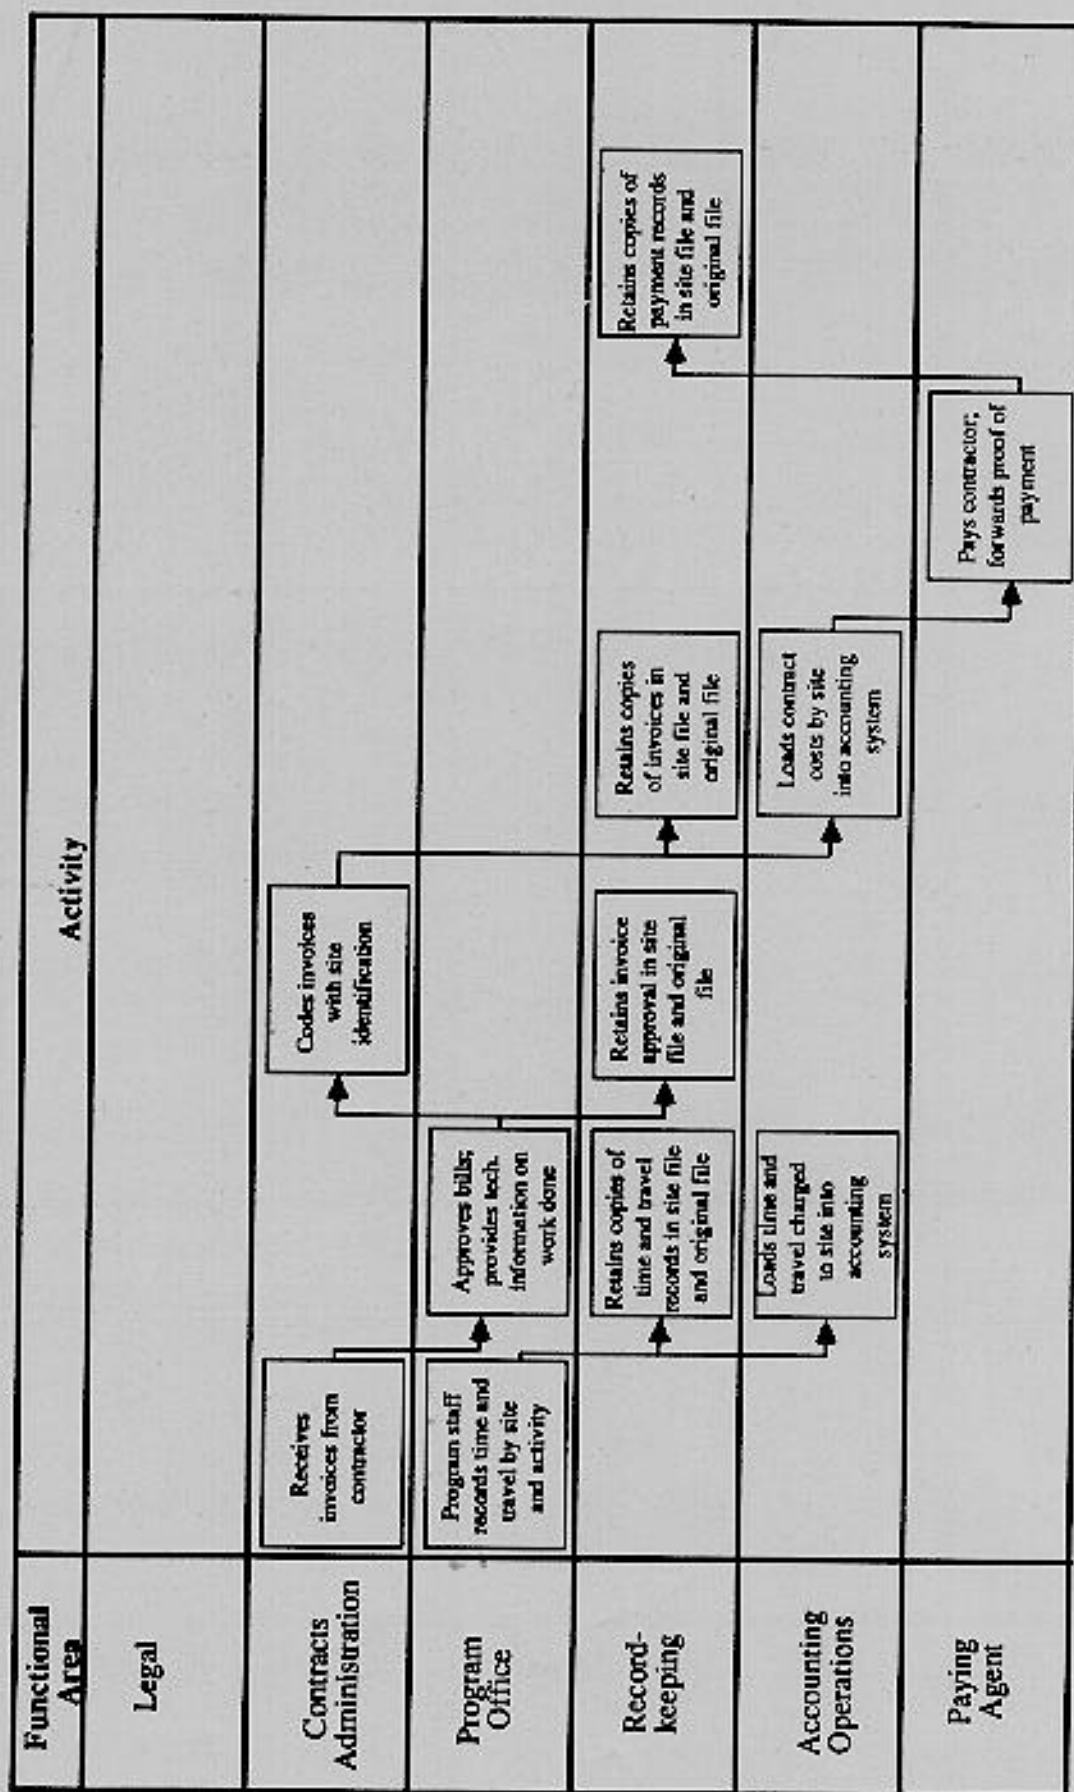 Functional
Area
Activity
Legal
Contracts
Administration
Receives
invoices from
contractor
Codes invoices
with site
identification
Program
Office
Program staff
records time and
travel by site
and activity
Approves bills;
provides tech.
information on
work done
Record-
keeping
Retains copies of
time and travel
records in site file
and original file
Retains invoice
approval in site
file and original
file
Retains copies
of invoices in
site file and
original file
Retains copies of
payment records
in site file and
original file
Accounting
Operations
Loads time and
travel charged
to site into
accounting
system
Loads contract
costs by site
into accounting
system
Paying
Agent
Pays contractor;
forwards proof of
payment